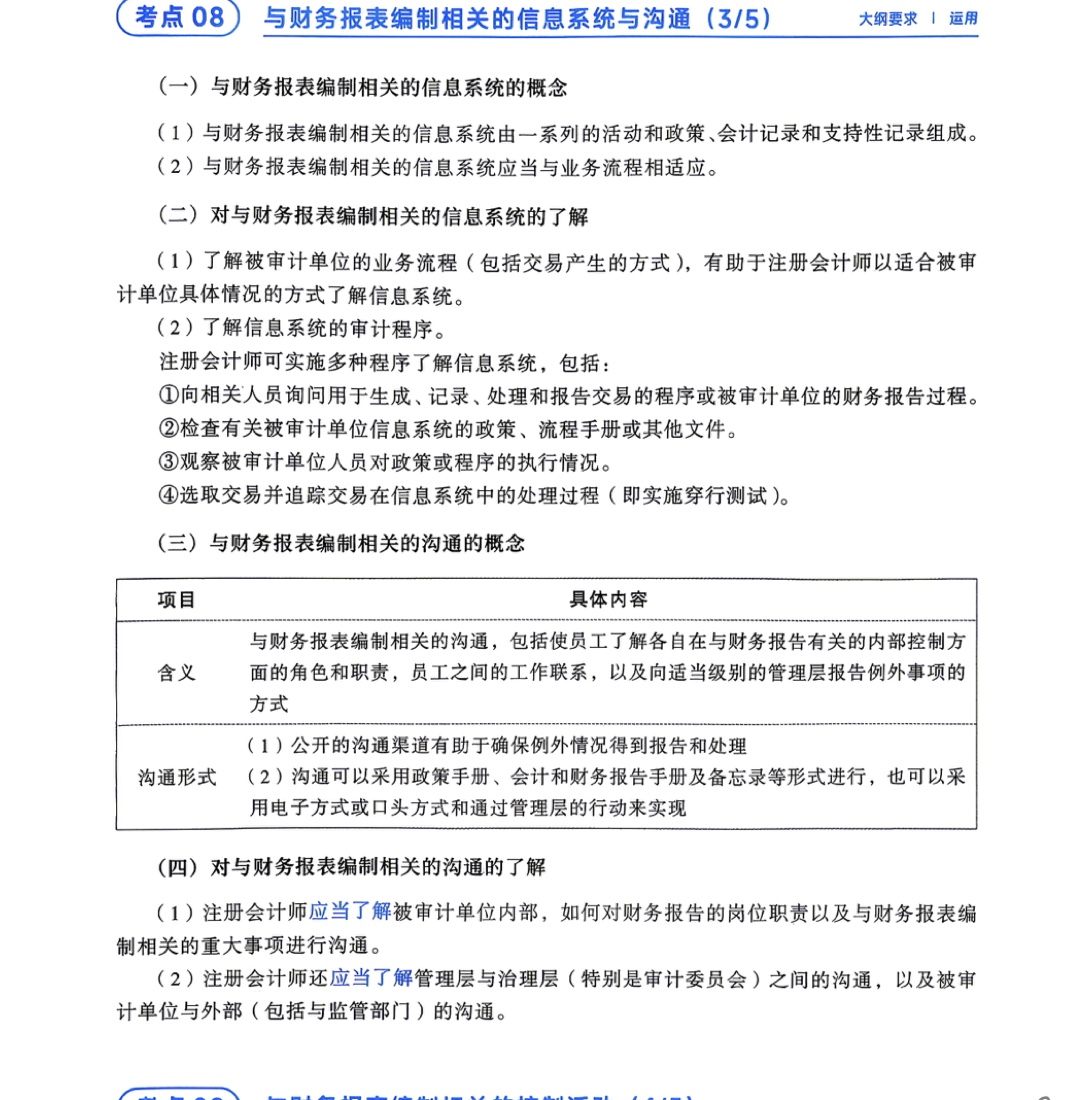 考点 08 与财务报表编制相关的信息系统与沟通（3/5） 大纲要求 | 运用
（一）与财务报表编制相关的信息系统的概念
（1）与财务报表编制相关的信息系统由一系列的活动和政策、会计记录和支持性记录组成。
（2）与财务报表编制相关的信息系统应当与业务流程相适应。
（二）对与财务报表编制相关的信息系统的了解
（1）了解被审计单位的业务流程（包括交易产生的方式），有助于注册会计师以适合被审
计单位具体情况的方式了解信息系统。
（2）了解信息系统的审计程序。
注册会计师可实施多种程序了解信息系统，包括：
①向相关人员询问用于生成、记录、处理和报告交易的程序或被审计单位的财务报告过程。
②检查有关被审计单位信息系统的政策、流程手册或其他文件。
③观察被审计单位人员对政策或程序的执行情况。
④选取交易并追踪交易在信息系统中的处理过程（即实施穿行测试）。
（三）与财务报表编制相关的沟通的概念
项目 具体内容
与财务报表编制相关的沟通，包括使员工了解各自在与财务报告有关的内部控制方
含义 面的角色和职责，员工之间的工作联系，以及向适当级别的管理层报告例外事项的
方式
（1）公开的沟通渠道有助于确保例外情况得到报告和处理
沟通形式 （2）沟通可以采用政策手册、会计和财务报告手册及备忘录等形式进行，也可以采
用电子方式或口头方式和通过管理层的行动来实现
（四）对与财务报表编制相关的沟通的了解
（1）注册会计师应当了解被审计单位内部，如何对财务报告的岗位职责以及与财务报表编
制相关的重大事项进行沟通。
（2）注册会计师还应当了解管理层与治理层（特别是审计委员会）之间的沟通，以及被审
计单位与外部（包括与监管部门）的沟通。